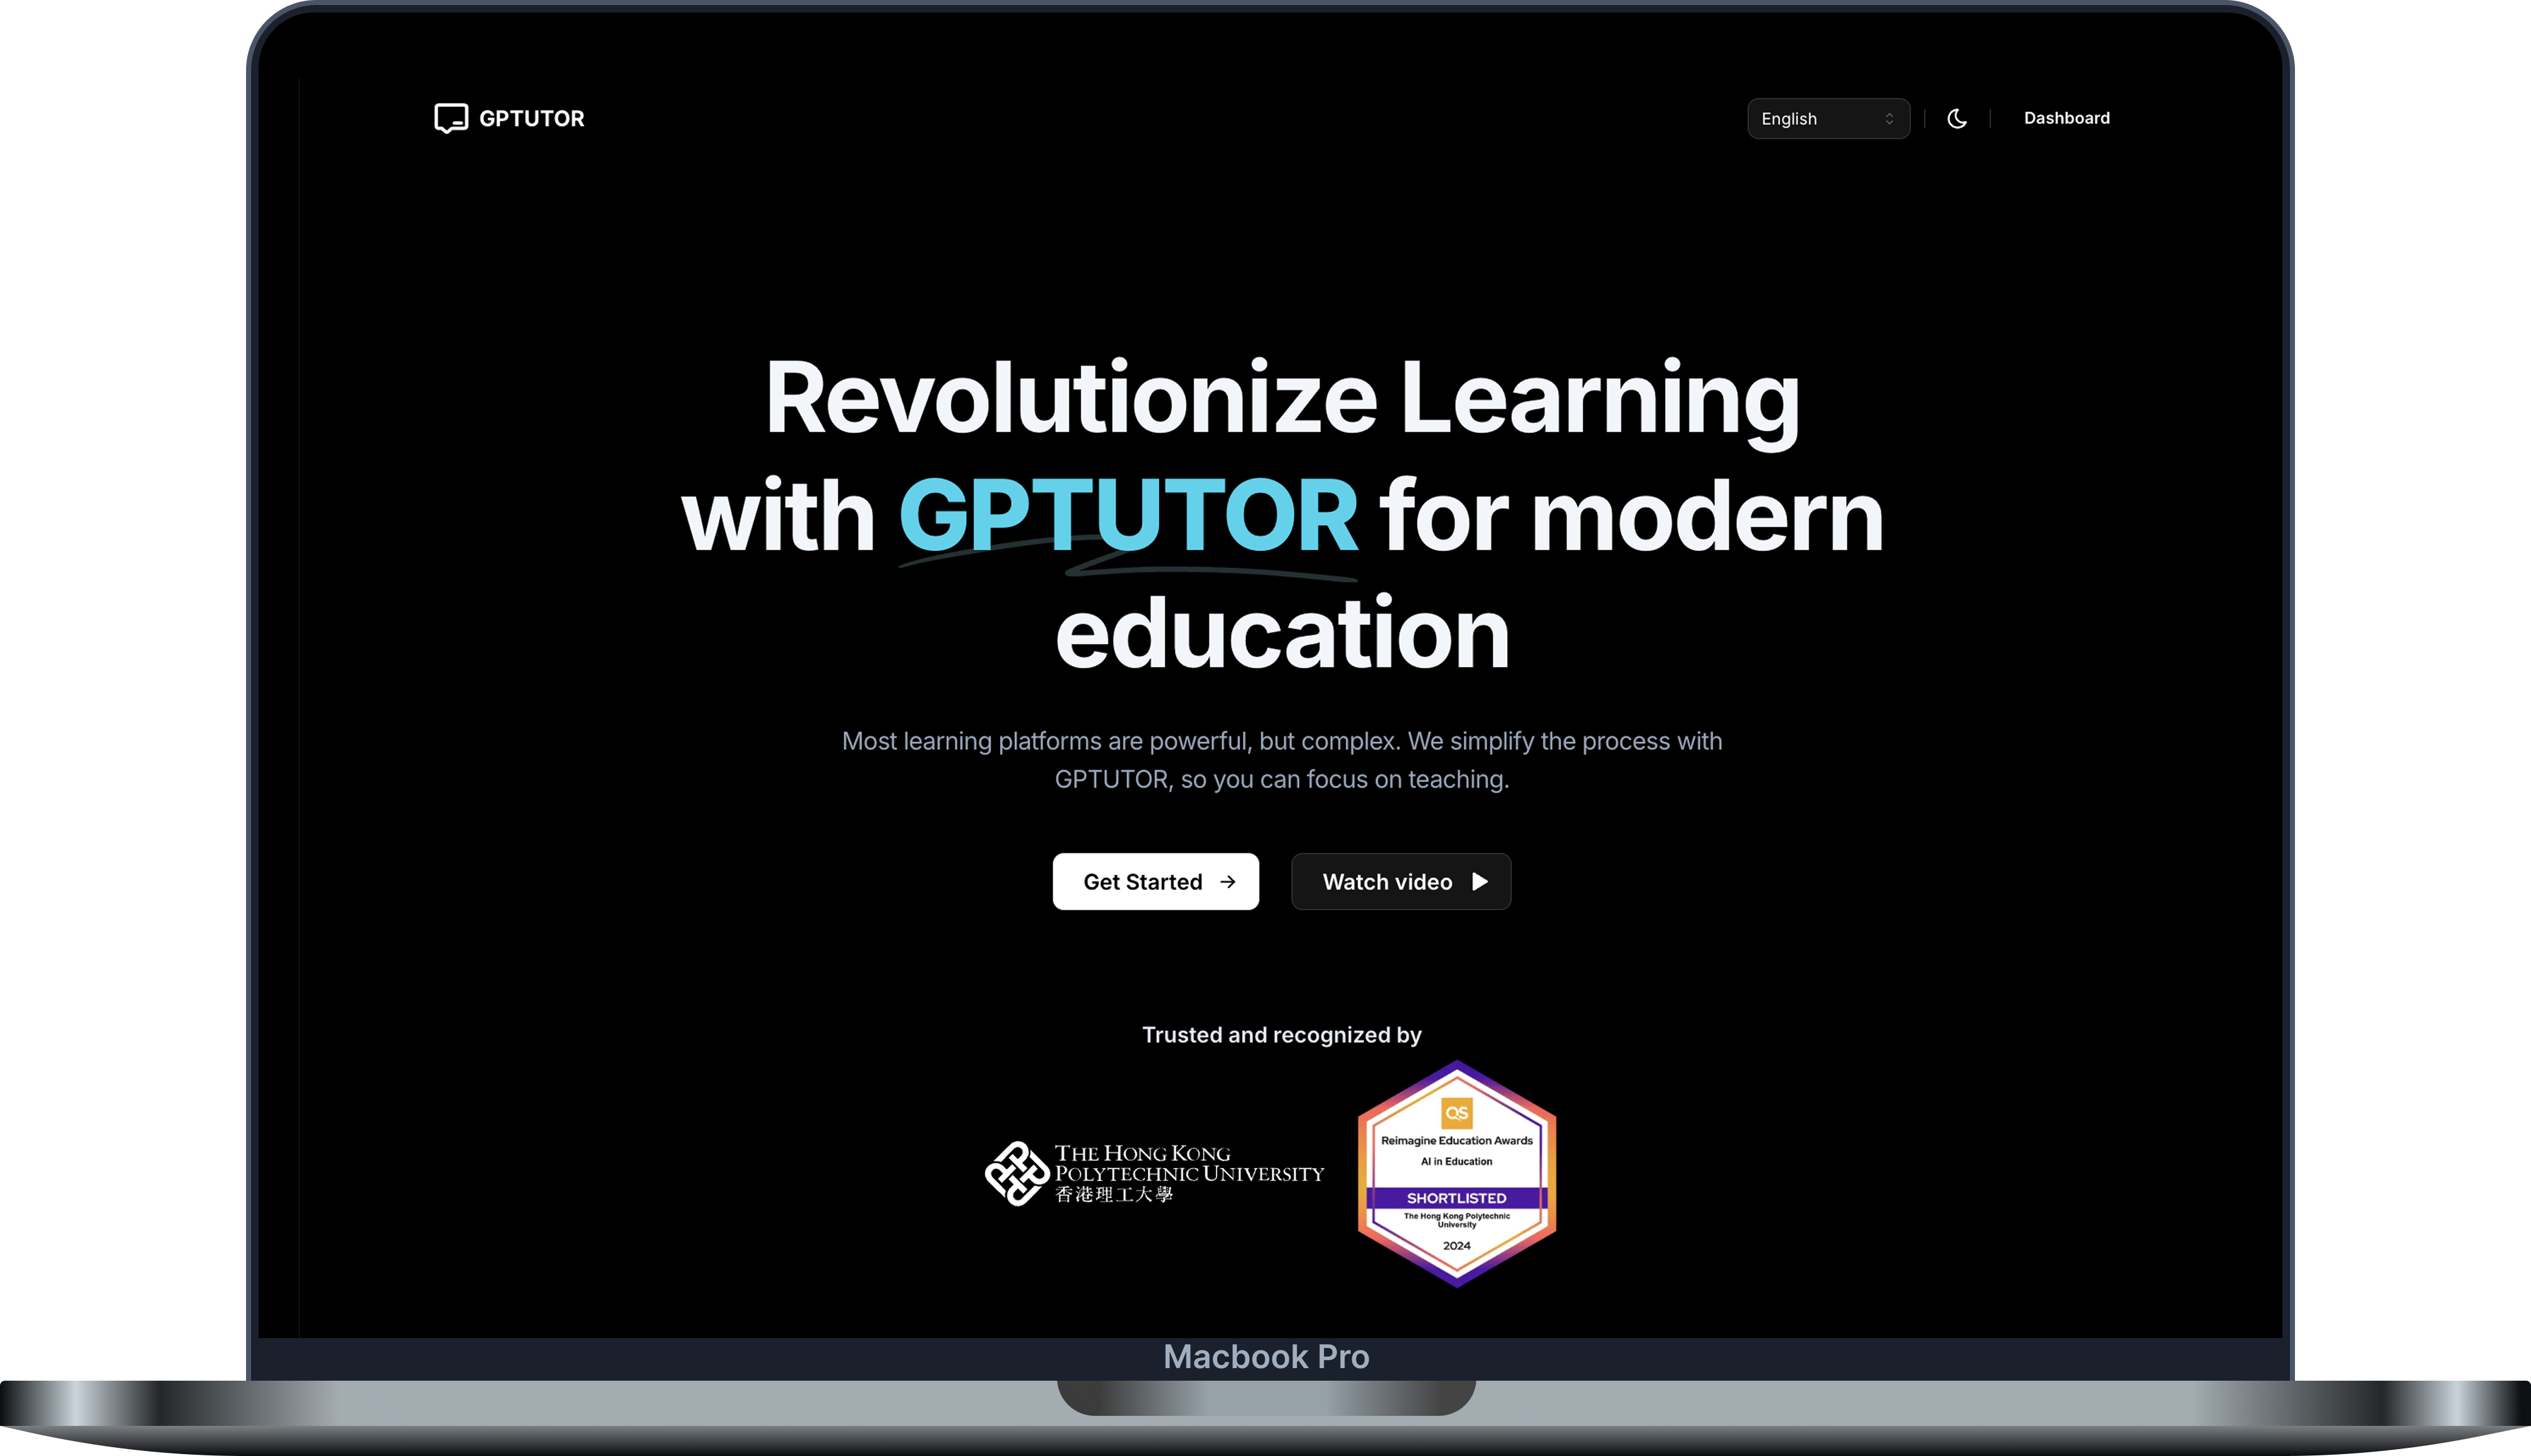 GPTUTOR
English
Dashboard
Revolutionize Learning
with GPTUTOR for modern
education
Most learning platforms are powerful, but complex. We simplify the process with
GPTUTOR, so you can focus on teaching.
Get Started
Watch video
Trusted and recognized by
THE HONG KONG
POLYTECHNIC UNIVERSITY
香港理工大學
QS
Reimagine Education Awards
AI in Education
SHORTLISTED
The Hong Kong Polytechnic
University
2024
Macbook Pro